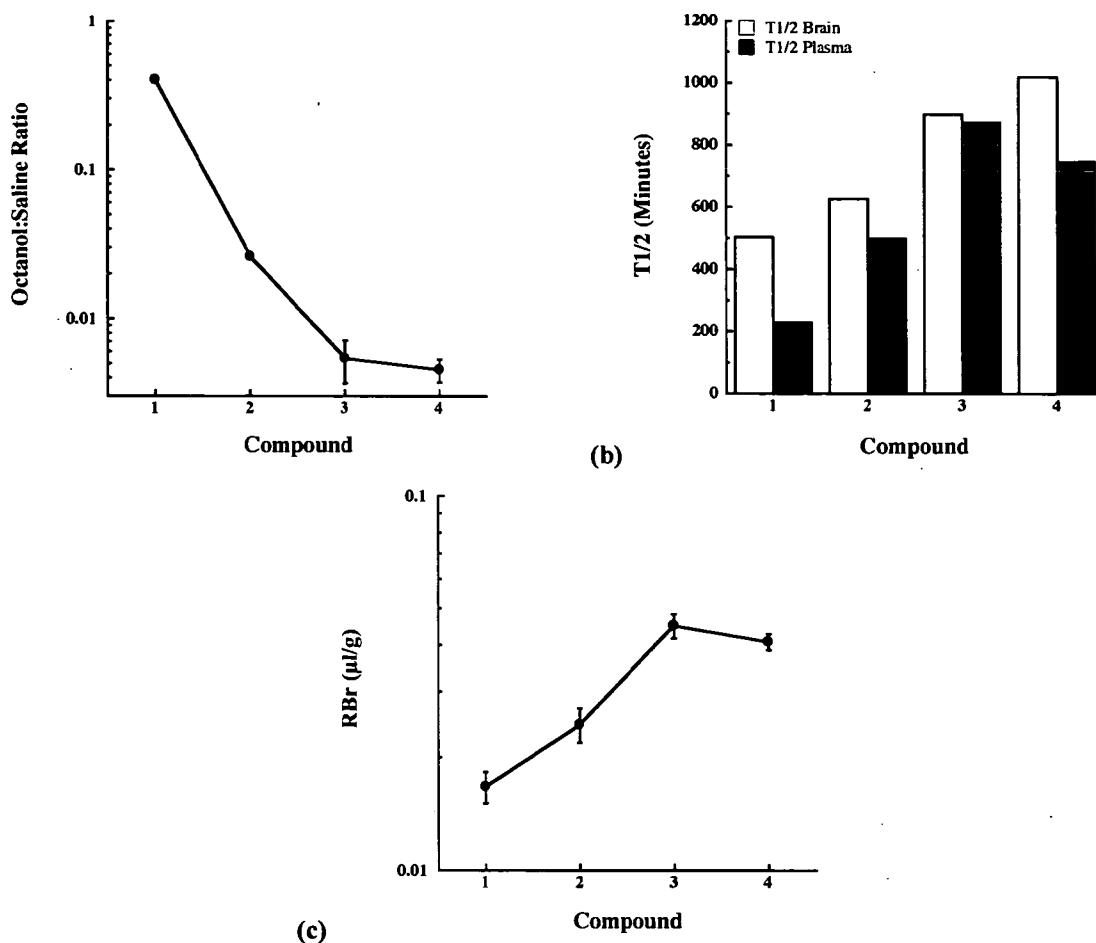 1
0.1
0.01
Octanol:Saline Ratio
1 2 3 4
Compound
1200
1000
800
600
400
200
0
T1/2 (Minutes)
T1/2 Brain
T1/2 Plasma
1 2 3 4
(b) Compound
0.1
0.01
RBr (µl/g)
1 2 3 4
Compound
(c)